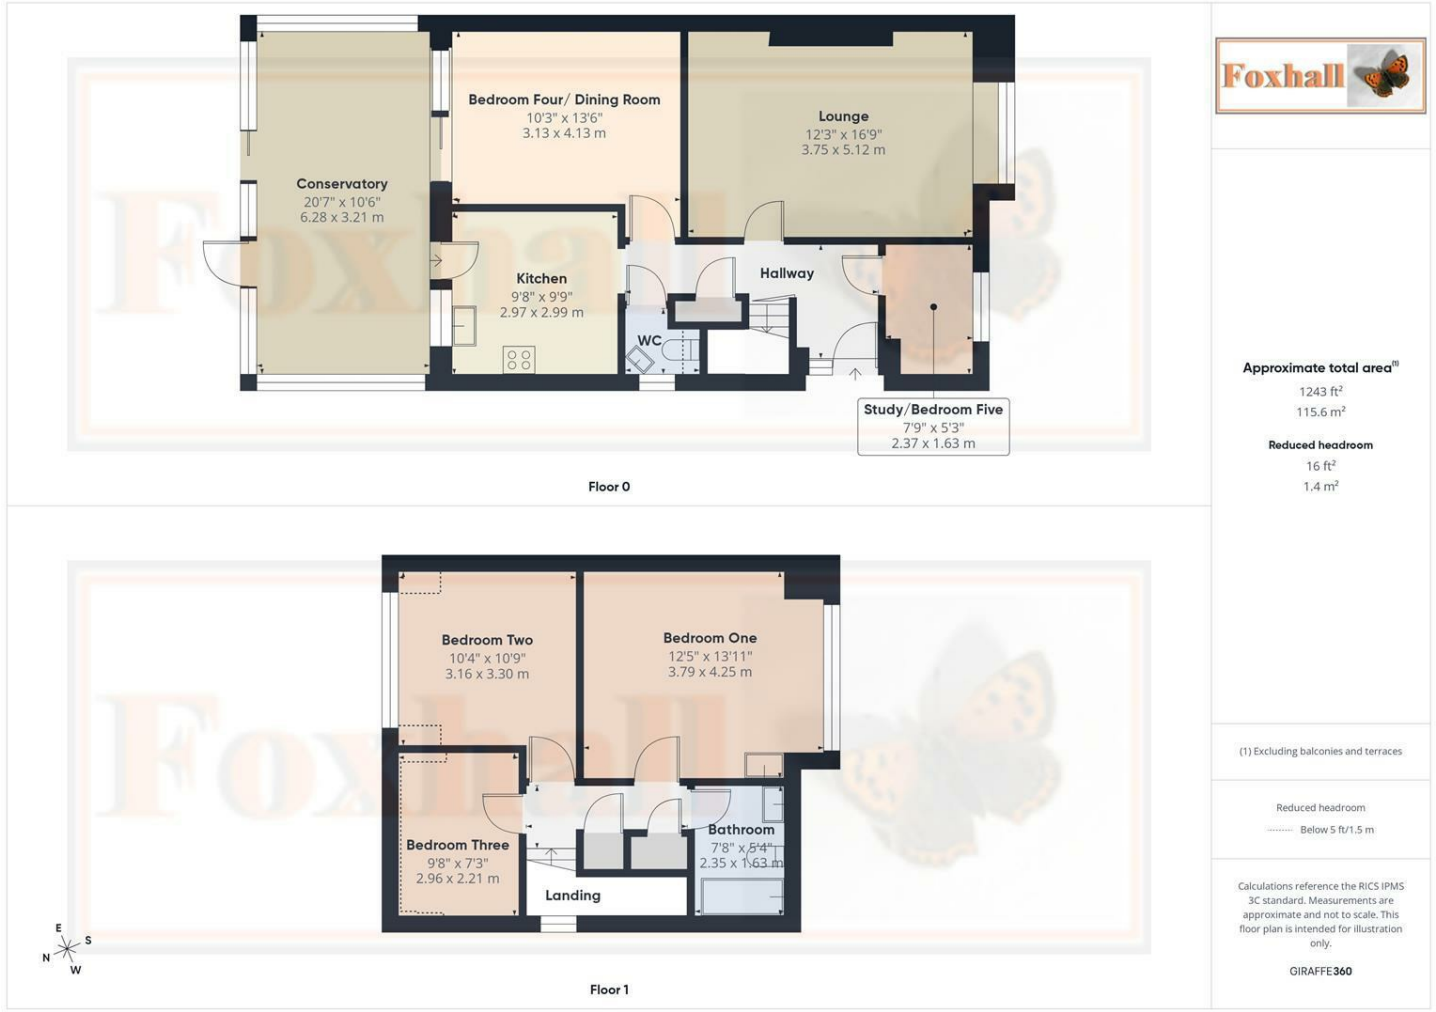 Foxhall
Conservatory
20'7" x 10'6"
6.28 x 3.21 m
Bedroom Four/ Dining Room
10'3" x 13'6"
3.13 x 4.13 m
Lounge
12'3" x 16'9"
3.75 x 5.12 m
Kitchen
9'8" x 9'9"
2.97 x 2.99 m
Hallway
WC
Study/Bedroom Five
7'9" x 5'3"
2.37 x 1.63 m
Foxhall
Floor 0
Bedroom Two
10'4" x 10'9"
3.16 x 3.30 m
Bedroom One
12'5" x 13'11"
3.79 x 4.25 m
Bedroom Three
9'8" x 7'3"
2.96 x 2.21 m
Bathroom
7'8" x 5'4"
2.35 x 1.63 m
Landing
Foxhall
E
S
N
W
Floor 1
Approximate total area(1)
1243 ft²
115.6 m²
Reduced headroom
16 ft²
1.4 m²
(1) Excluding balconies and terraces
Reduced headroom
Below 5 ft/1.5 m
Calculations reference the RICS IPMS
3C standard. Measurements are
approximate and not to scale. This
floor plan is intended for illustration
only.
GIRAFFE360